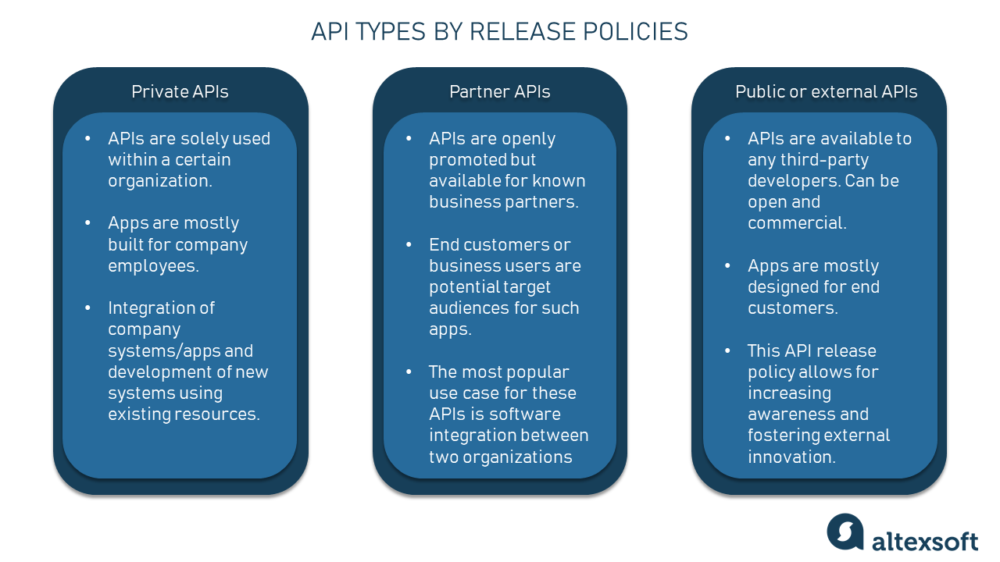 API TYPES BY RELEASE POLICIES
Private APIs
• APIs are solely used
within a certain
organization.
• Apps are mostly
built for company
employees.
• Integration of
company
systems/apps and
development of new
systems using
existing resources.
Partner APIs
• APIs are openly
promoted but
available for known
business partners.
• End customers or
business users are
potential target
audiences for such
apps.
• The most popular
use case for these
APIs is software
integration between
two organizations
Public or external APIs
• APIs are available to
any third-party
developers. Can be
open and
commercial.
• Apps are mostly
designed for end
customers.
• This API release
policy allows for
increasing
awareness and
fostering external
innovation.
altexsoft